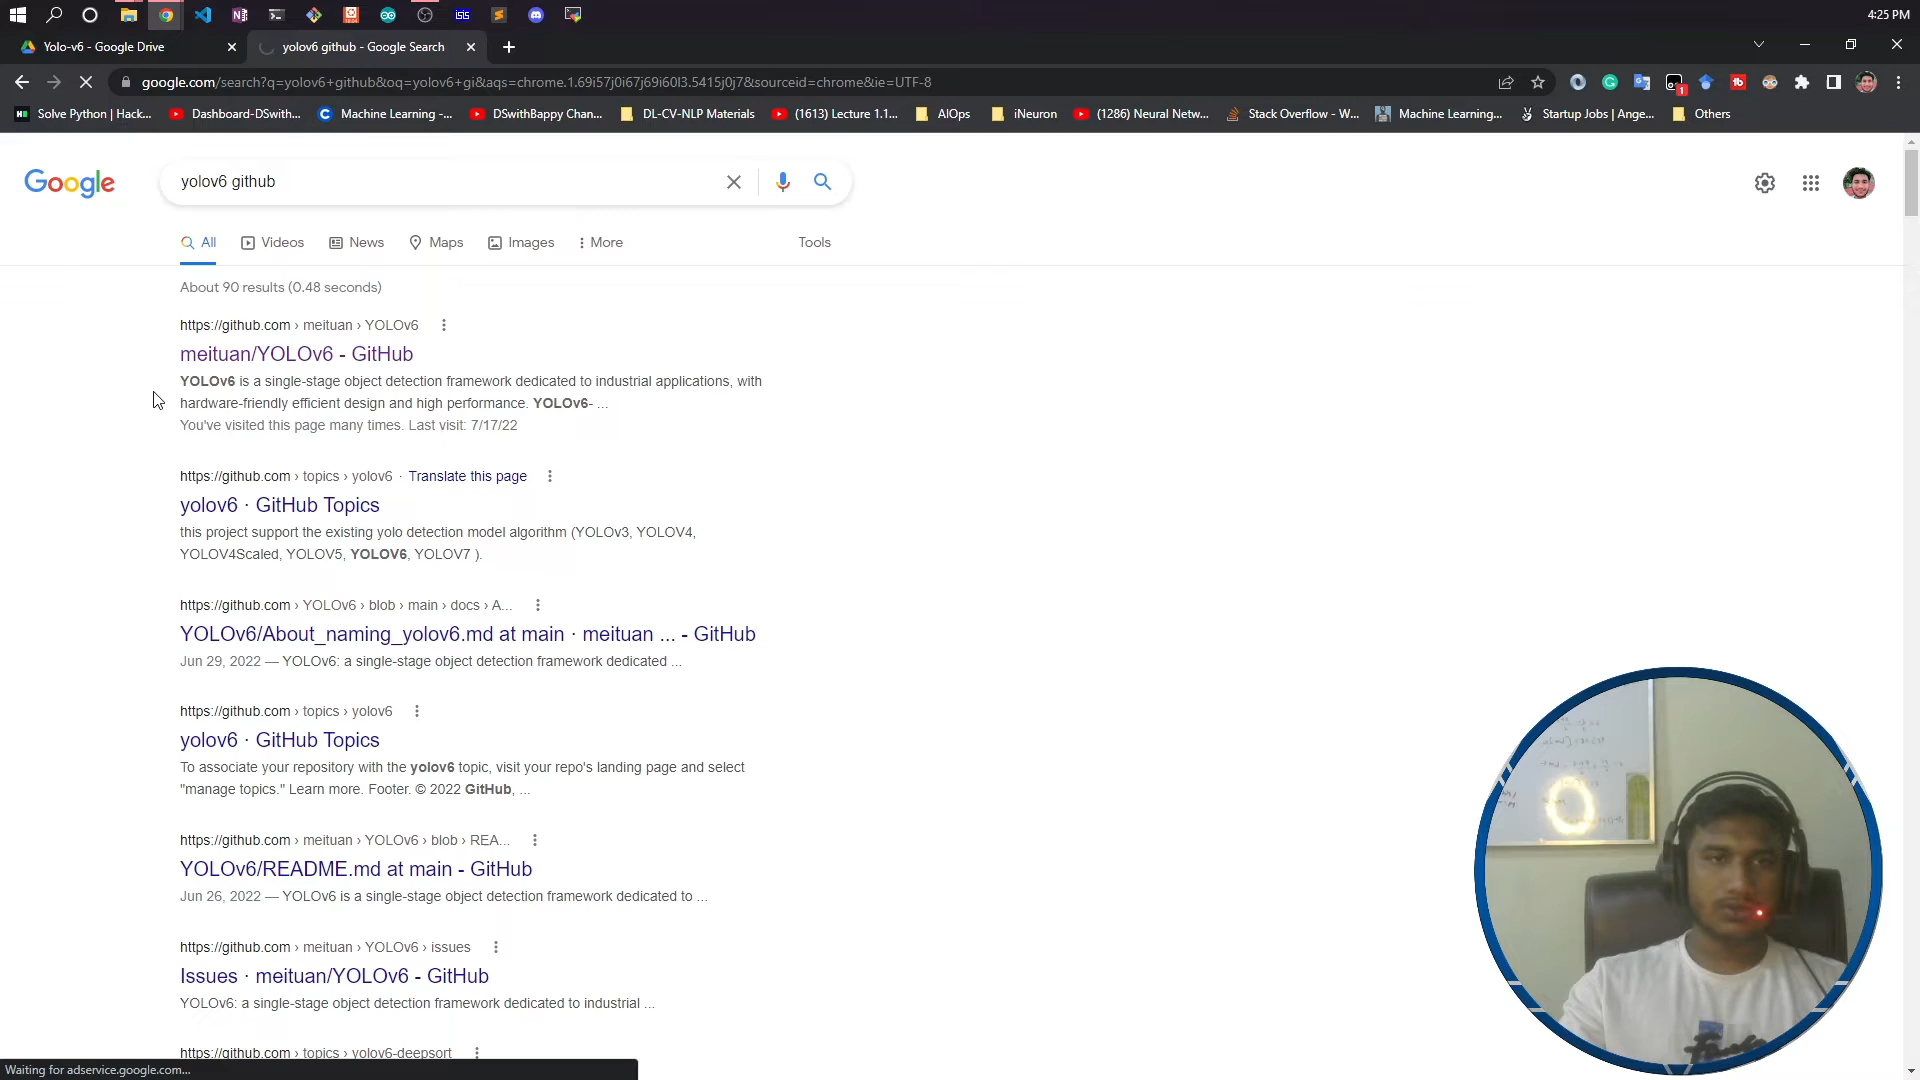 4:25 PM
Yolo-v6 - Google Drive
yolov6 github - Google Search
google.com/search?q=yolov6+github&oq=yolov6+gi&aqs=chrome.1.69i57j0i67j69i60l3.5415j0j7&sourceid=chrome&ie=UTF-8
1
Solve Python | Hack...
Dashboard-DSwith...
Machine Learning -...
DSwithBappy Chan...
DL-CV-NLP Materials
(1613) Lecture 1.1...
AIOps
iNeuron
(1286) Neural Netw...
Stack Overflow - W...
Machine Learning...
Startup Jobs | Ange...
Others
Google
yolov6 github
All
Videos
News
Maps
Images
More
Tools
About 90 results (0.48 seconds)
https://github.com › meituan › YOLOv6
meituan/YOLOv6 - GitHub
YOLOv6 is a single-stage object detection framework dedicated to industrial applications, with
hardware-friendly efficient design and high performance. YOLOv6- ...
You've visited this page many times. Last visit: 7/17/22
https://github.com › topics › yolov6 · Translate this page
yolov6 · GitHub Topics
this project support the existing yolo detection model algorithm (YOLOv3, YOLOV4,
YOLOV4Scaled, YOLOV5, YOLOV6, YOLOV7 ).
https://github.com › YOLOv6 › blob › main › docs › A...
YOLOv6/About_naming_yolov6.md at main · meituan ... - GitHub
Jun 29, 2022 — YOLOv6: a single-stage object detection framework dedicated ...
https://github.com › topics › yolov6
yolov6 · GitHub Topics
To associate your repository with the yolov6 topic, visit your repo's landing page and select
"manage topics." Learn more. Footer. © 2022 GitHub, ...
https://github.com › meituan › YOLOv6 › blob › REA...
YOLOv6/README.md at main - GitHub
Jun 26, 2022 — YOLOv6 is a single-stage object detection framework dedicated to ...
https://github.com › meituan › YOLOv6 › issues
Issues · meituan/YOLOv6 - GitHub
YOLOv6: a single-stage object detection framework dedicated to industrial ...
https://github.com › topics › yolov6-deepsort
Waiting for adservice.google.com...